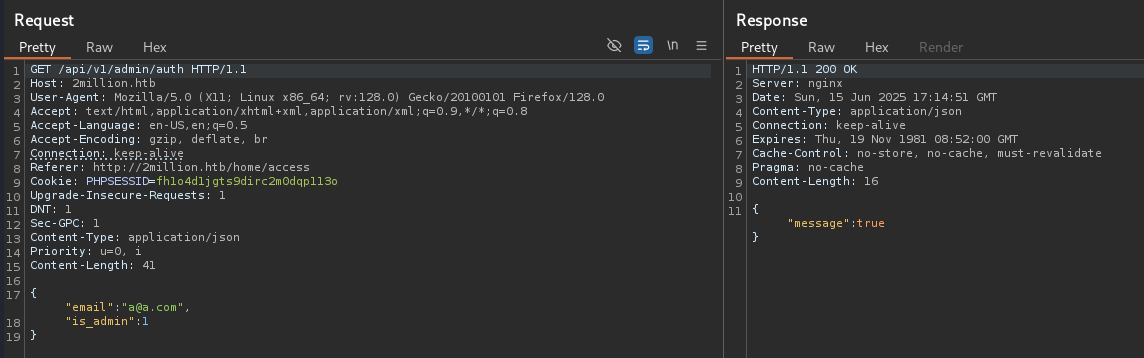 Request
Pretty Raw Hex
\n
1 GET /api/v1/admin/auth HTTP/1.1
2 Host: 2million.htb
3 User-Agent: Mozilla/5.0 (X11; Linux x86_64; rv:128.0) Gecko/20100101 Firefox/128.0
4 Accept: text/html,application/xhtml+xml,application/xml;q=0.9,*/*;q=0.8
5 Accept-Language: en-US,en;q=0.5
6 Accept-Encoding: gzip, deflate, br
7 Connection: keep-alive
8 Referer: http://2million.htb/home/access
9 Cookie: PHPSESSID=fh1o4d1jgts9dirc2m0dqp113o
10 Upgrade-Insecure-Requests: 1
11 DNT: 1
12 Sec-GPC: 1
13 Content-Type: application/json
14 Priority: u=0, i
15 Content-Length: 41
16
17 {
"email":"a@a.com",
18 "is_admin":1
19 }
Response
Pretty Raw Hex Render
1 HTTP/1.1 200 OK
2 Server: nginx
3 Date: Sun, 15 Jun 2025 17:14:51 GMT
4 Content-Type: application/json
5 Connection: keep-alive
6 Expires: Thu, 19 Nov 1981 08:52:00 GMT
7 Cache-Control: no-store, no-cache, must-revalidate
8 Pragma: no-cache
9 Content-Length: 16
10
11 {
"message":true
}